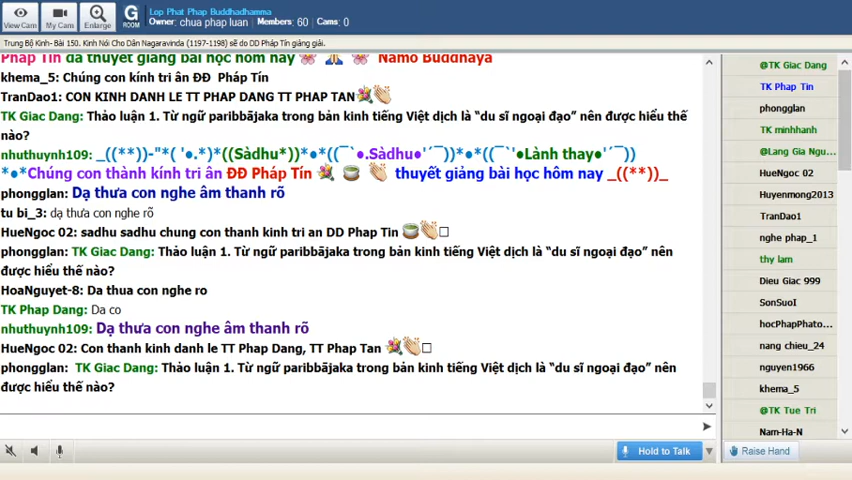 Lop Phat Phap Buddhadhamma
Owner: chua phap luan Members: 60 Cams: 0
View Cam My Cam Enlarge G ROOM
Trung Bộ Kinh- Bài 150. Kinh Nói Cho Dân Nagaravinda (1197-1198) sẽ do DD Pháp Tín giảng giải.
Pháp Tín đã thuyết giảng bài học hôm nay 🌸 🙏 🌸 Namo Buddhaya
khema_5: Chúng con kính tri ân ĐĐ Pháp Tín
TranDao1: CON KINH DANH LE TT PHAP DANG TT PHAP TAN 💐👏
TK Giac Dang: Thảo luận 1. Từ ngữ paribbājaka trong bản kinh tiếng Việt dịch là “du sĩ ngoại đạo” nên được hiểu thế
nào?
nhuthuynh109: _((**))-"*( '●.*)*((Sàdhu*))*●*((¯`●.Sàdhu●'´¯))*●*((¯`'●Lành thay●'´¯))
*●*Chúng con thành kính tri ân ĐĐ Pháp Tín 💐 🍵 👏 thuyết giảng bài học hôm nay _((**))_
phongglan: Dạ thưa con nghe âm thanh rõ
tu bi_3: dạ thưa con nghe rõ
HueNgoc 02: sadhu sadhu chung con thanh kinh tri an DD Phap Tin 🍵👏□
phongglan: TK Giac Dang: Thảo luận 1. Từ ngữ paribbājaka trong bản kinh tiếng Việt dịch là “du sĩ ngoại đạo” nên
được hiểu thế nào?
HoaNguyet-8: Da thua con nghe ro
TK Phap Dang: Da co
nhuthuynh109: Dạ thưa con nghe âm thanh rõ
HueNgoc 02: Con thanh kinh danh le TT Phap Dang, TT Phap Tan 💐👏□
phongglan: TK Giac Dang: Thảo luận 1. Từ ngữ paribbājaka trong bản kinh tiếng Việt dịch là “du sĩ ngoại đạo” nên
được hiểu thế nào?
@TK Giac Dang
TK Phap Tin
phongglan
TK minhhanh
@Lang Gia Ngu...
HueNgoc 02
Huyenmong2013
TranDao1
nghe phap_1
thy lam
Dieu Giac 999
SonSuoI
hocPhapPhato...
nang chieu_24
nguyen1966
khema_5
@TK Tue Tri
Nam-Ha-N
Hold to Talk
Raise Hand